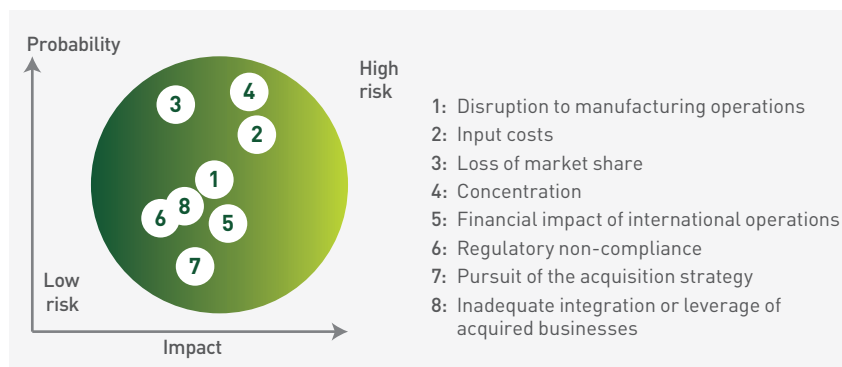 Probability
High
risk
3
4
2
1
8
6
5
7
Low
risk
Impact
1: Disruption to manufacturing operations
2: Input costs
3: Loss of market share
4: Concentration
5: Financial impact of international operations
6: Regulatory non-compliance
7: Pursuit of the acquisition strategy
8: Inadequate integration or leverage of
acquired businesses